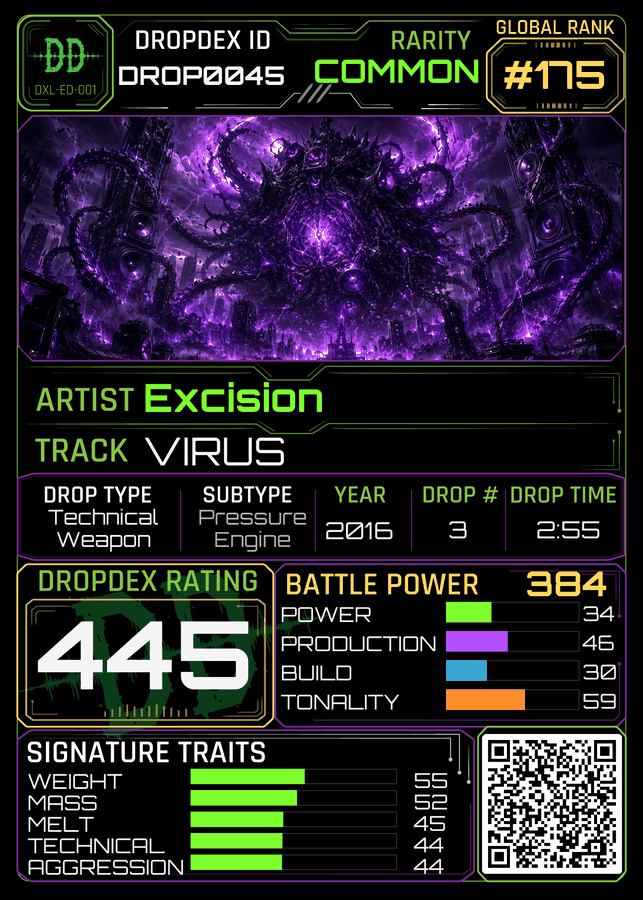 DD
DXL-ED-001
DROPDEX ID
DROP0045
RARITY
COMMON
GLOBAL RANK
#175
ARTIST Excision
TRACK VIRUS
DROP TYPE
Technical
Weapon
SUBTYPE
Pressure
Engine
YEAR
2016
DROP #
3
DROP TIME
2:55
DROPDEX RATING
445
BATTLE POWER 384
POWER 34
PRODUCTION 46
BUILD 30
TONALITY 59
SIGNATURE TRAITS
WEIGHT 55
MASS 52
MELT 45
TECHNICAL 44
AGGRESSION 44